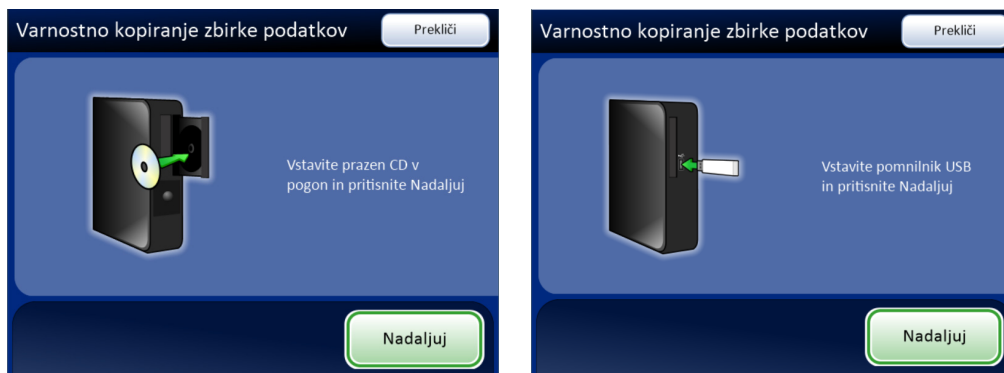 Varnostno kopiranje zbirke podatkov
Prekliči
Vstavite prazen CD v
pogon in pritisnite Nadaljuj
Nadaljuj
Varnostno kopiranje zbirke podatkov
Prekliči
Vstavite pomnilnik USB
in pritisnite Nadaljuj
Nadaljuj